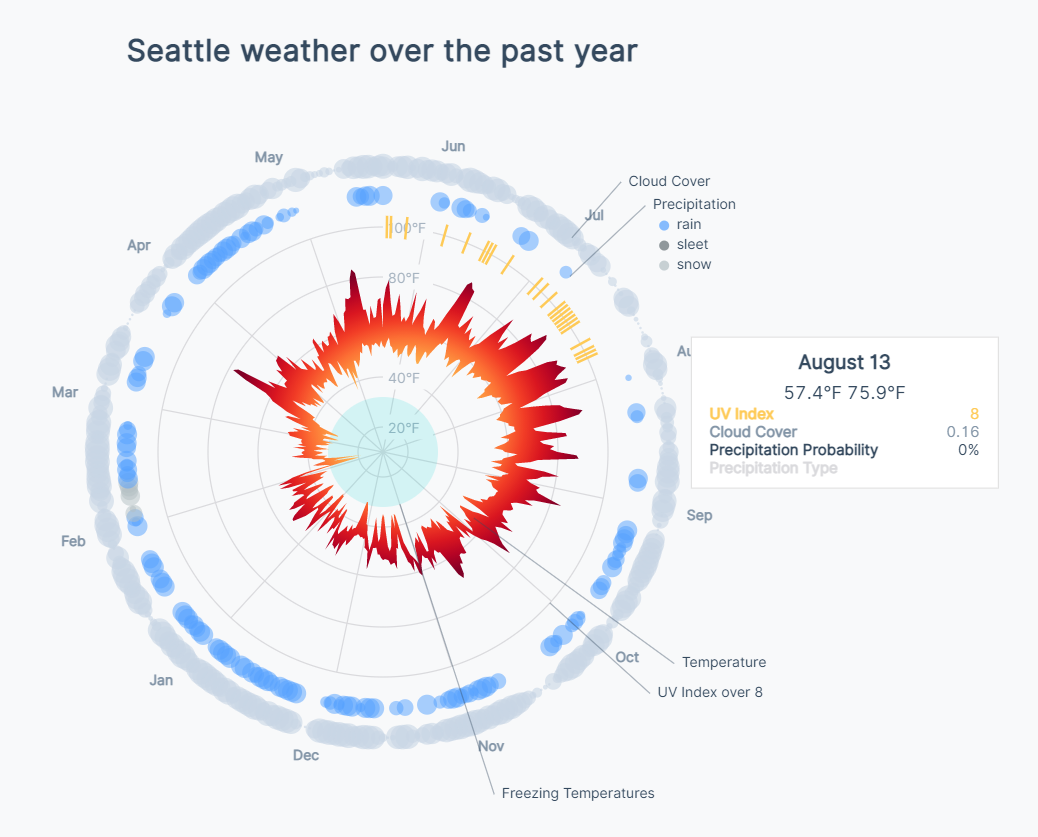 Seattle weather over the past year
Jun
May
Cloud Cover
Precipitation
Jul
rain
100°F
Apr
sleet
snow
80°F
Au
August 13
40°F
57.4°F 75.9°F
Mar
UV Index 8
20°F
Cloud Cover 0.16
Precipitation Probability 0%
Precipitation Type
Sep
Feb
Oct
Temperature
Jan
UV Index over 8
Nov
Dec
Freezing Temperatures